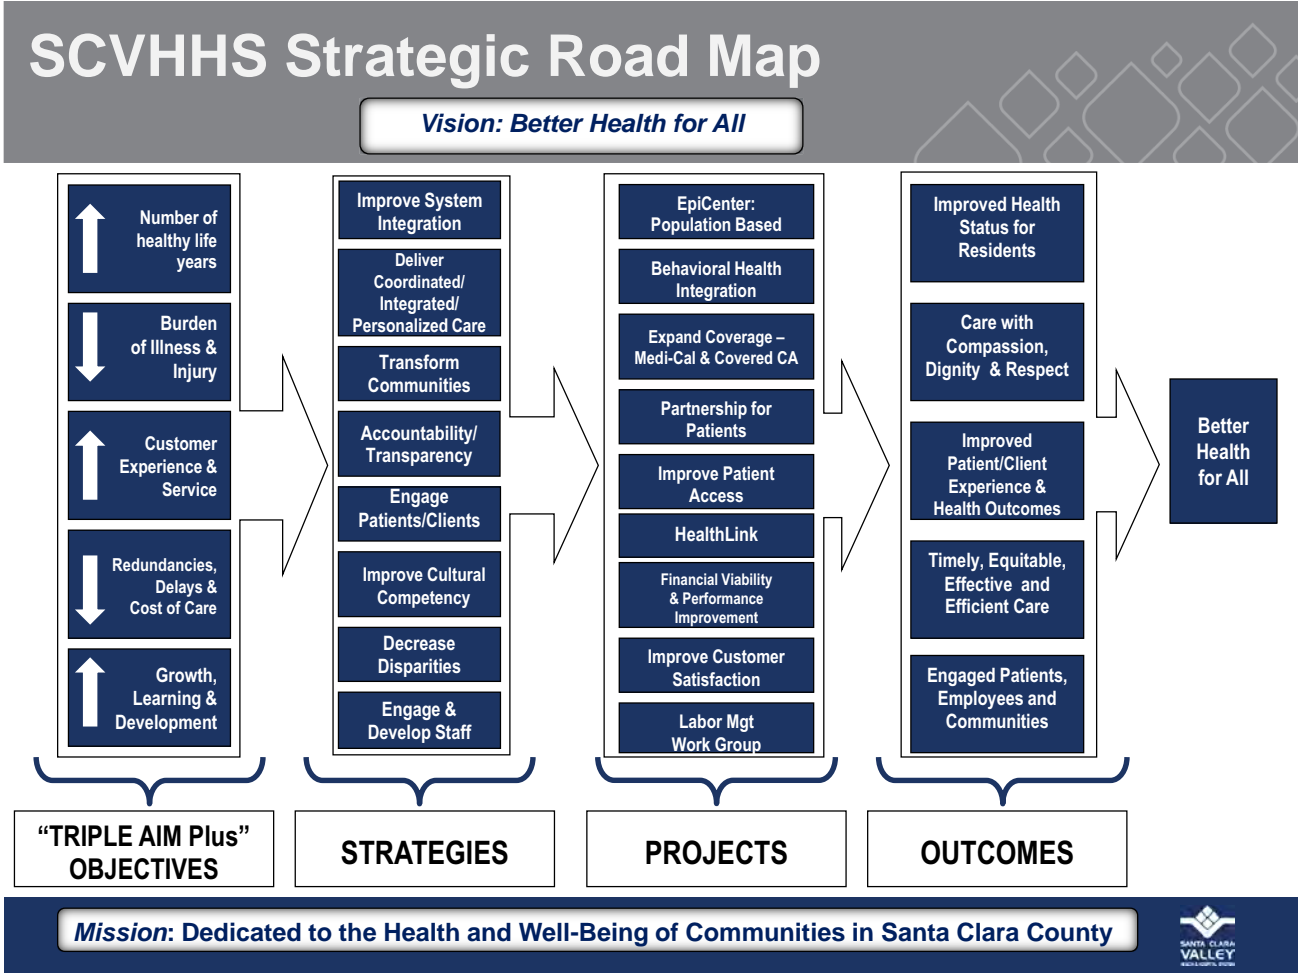 SCVHHS Strategic Road Map
Vision: Better Health for All
Number of
healthy life
years
Burden
of Illness &
Injury
Customer
Experience &
Service
Redundancies,
Delays &
Cost of Care
Growth,
Learning &
Development
“TRIPLE AIM Plus”
OBJECTIVES
Improve System
Integration
Deliver
Coordinated/
Integrated/
Personalized Care
Transform
Communities
Accountability/
Transparency
Engage
Patients/Clients
Improve Cultural
Competency
Decrease
Disparities
Engage &
Develop Staff
STRATEGIES
EpiCenter:
Population Based
Behavioral Health
Integration
Expand Coverage –
Medi-Cal & Covered CA
Partnership for
Patients
Improve Patient
Access
HealthLink
Financial Viability
& Performance
Improvement
Improve Customer
Satisfaction
Labor Mgt
Work Group
PROJECTS
Improved Health
Status for
Residents
Care with
Compassion,
Dignity & Respect
Improved
Patient/Client
Experience &
Health Outcomes
Timely, Equitable,
Effective and
Efficient Care
Engaged Patients,
Employees and
Communities
OUTCOMES
Better
Health
for All
Mission: Dedicated to the Health and Well-Being of Communities in Santa Clara County
SANTA CLARA
VALLEY
HEALTH & HOSPITAL SYSTEM